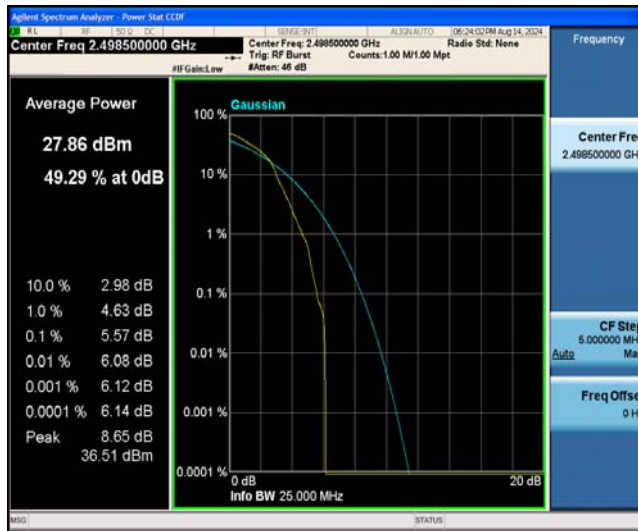 Agilent Spectrum Analyzer - Power Stat CCDF
RL RF 50 Ω DC SENSE:INT ALIGN AUTO 06:24:02 PM Aug 14, 2024
Center Freq 2.498500000 GHz
Center Freq: 2.498500000 GHz Radio Std: None
Trig: RF Burst Counts:1.00 M/1.00 Mpt
#IFGain:Low #Atten: 46 dB
Frequency
Average Power
27.86 dBm
49.29 % at 0dB
10.0 % 2.98 dB
1.0 % 4.63 dB
0.1 % 5.57 dB
0.01 % 6.08 dB
0.001 % 6.12 dB
0.0001 % 6.14 dB
Peak 8.65 dB
36.51 dBm
Gaussian
100 %
10 %
1 %
0.1 %
0.01 %
0.001 %
0.0001 %
0 dB 20 dB
Info BW 25.000 MHz
Center Fre
2.498500000 GH
CF Ste
5.000000 MH
Auto Ma
Freq Offse
0 H
MSG STATUS